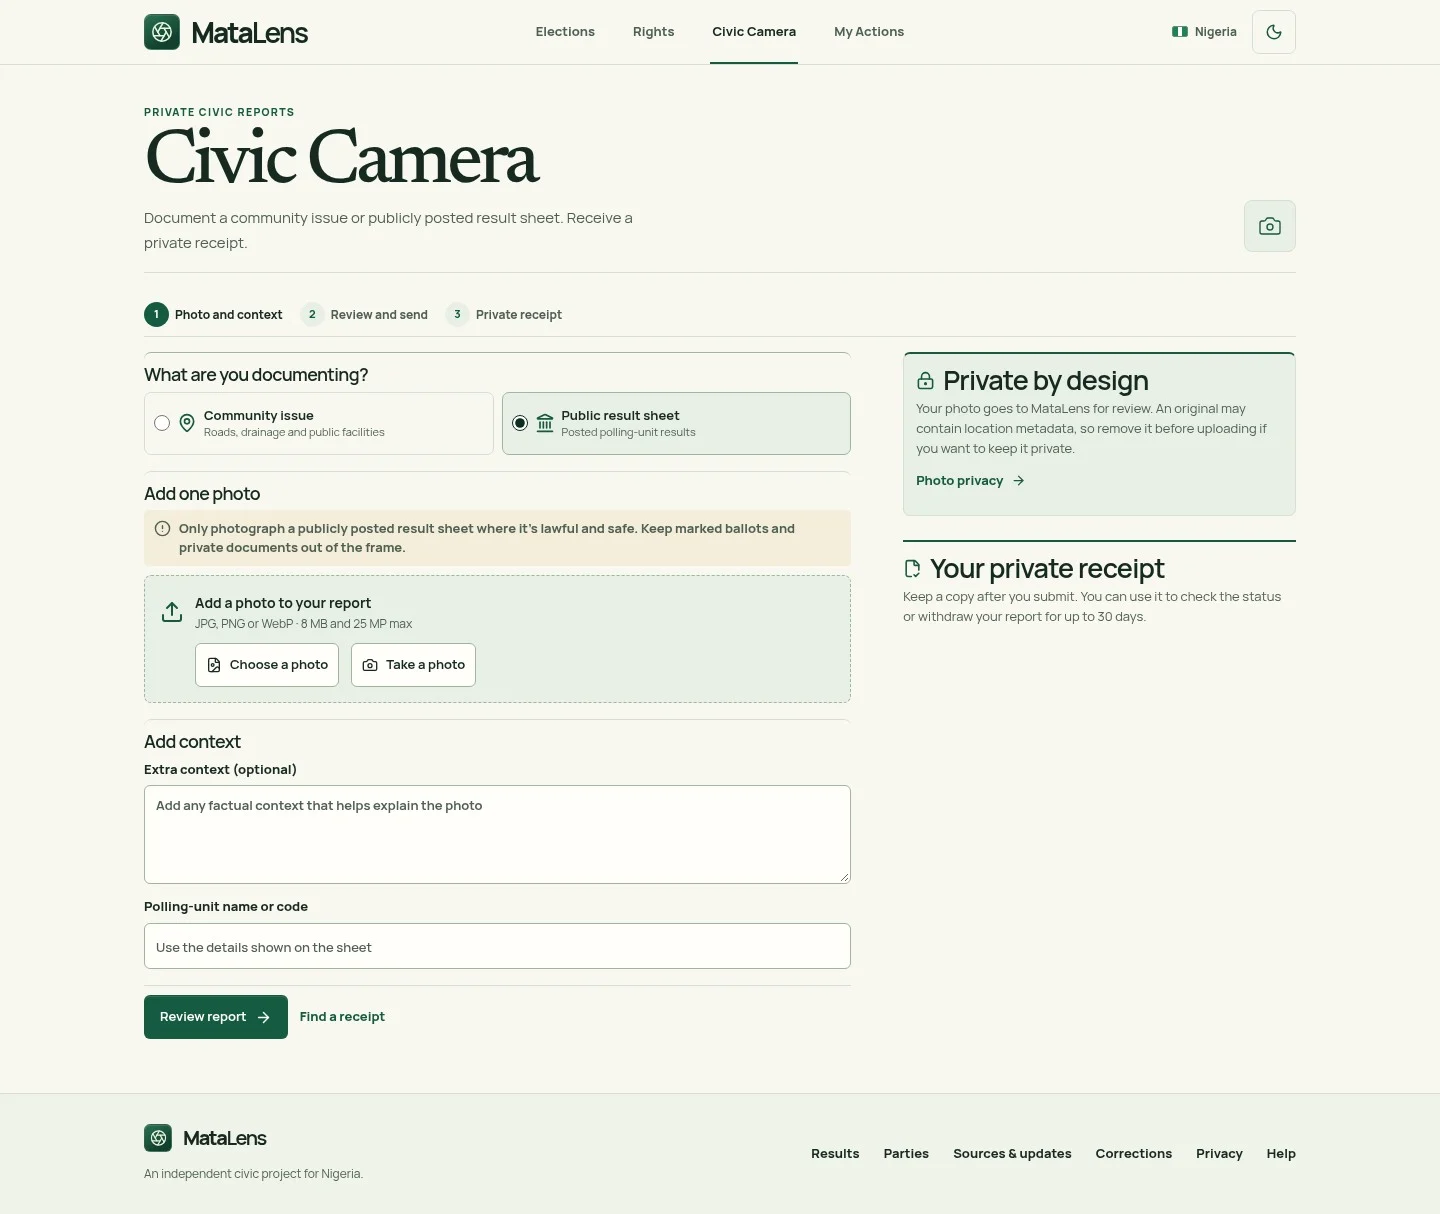 MataLens
Elections
Rights
Civic Camera
My Actions
Nigeria
PRIVATE CIVIC REPORTS
Civic Camera
Document a community issue or publicly posted result sheet. Receive a
private receipt.
1 Photo and context
2 Review and send
3 Private receipt
What are you documenting?
Community issue
Roads, drainage and public facilities
Public result sheet
Posted polling-unit results
Add one photo
Only photograph a publicly posted result sheet where it's lawful and safe. Keep marked ballots and
private documents out of the frame.
Add a photo to your report
JPG, PNG or WebP · 8 MB and 25 MP max
Choose a photo
Take a photo
Add context
Extra context (optional)
Add any factual context that helps explain the photo
Polling-unit name or code
Use the details shown on the sheet
Review report
Find a receipt
Private by design
Your photo goes to MataLens for review. An original may
contain location metadata, so remove it before uploading if
you want to keep it private.
Photo privacy
Your private receipt
Keep a copy after you submit. You can use it to check the status
or withdraw your report for up to 30 days.
MataLens
An independent civic project for Nigeria.
Results
Parties
Sources & updates
Corrections
Privacy
Help